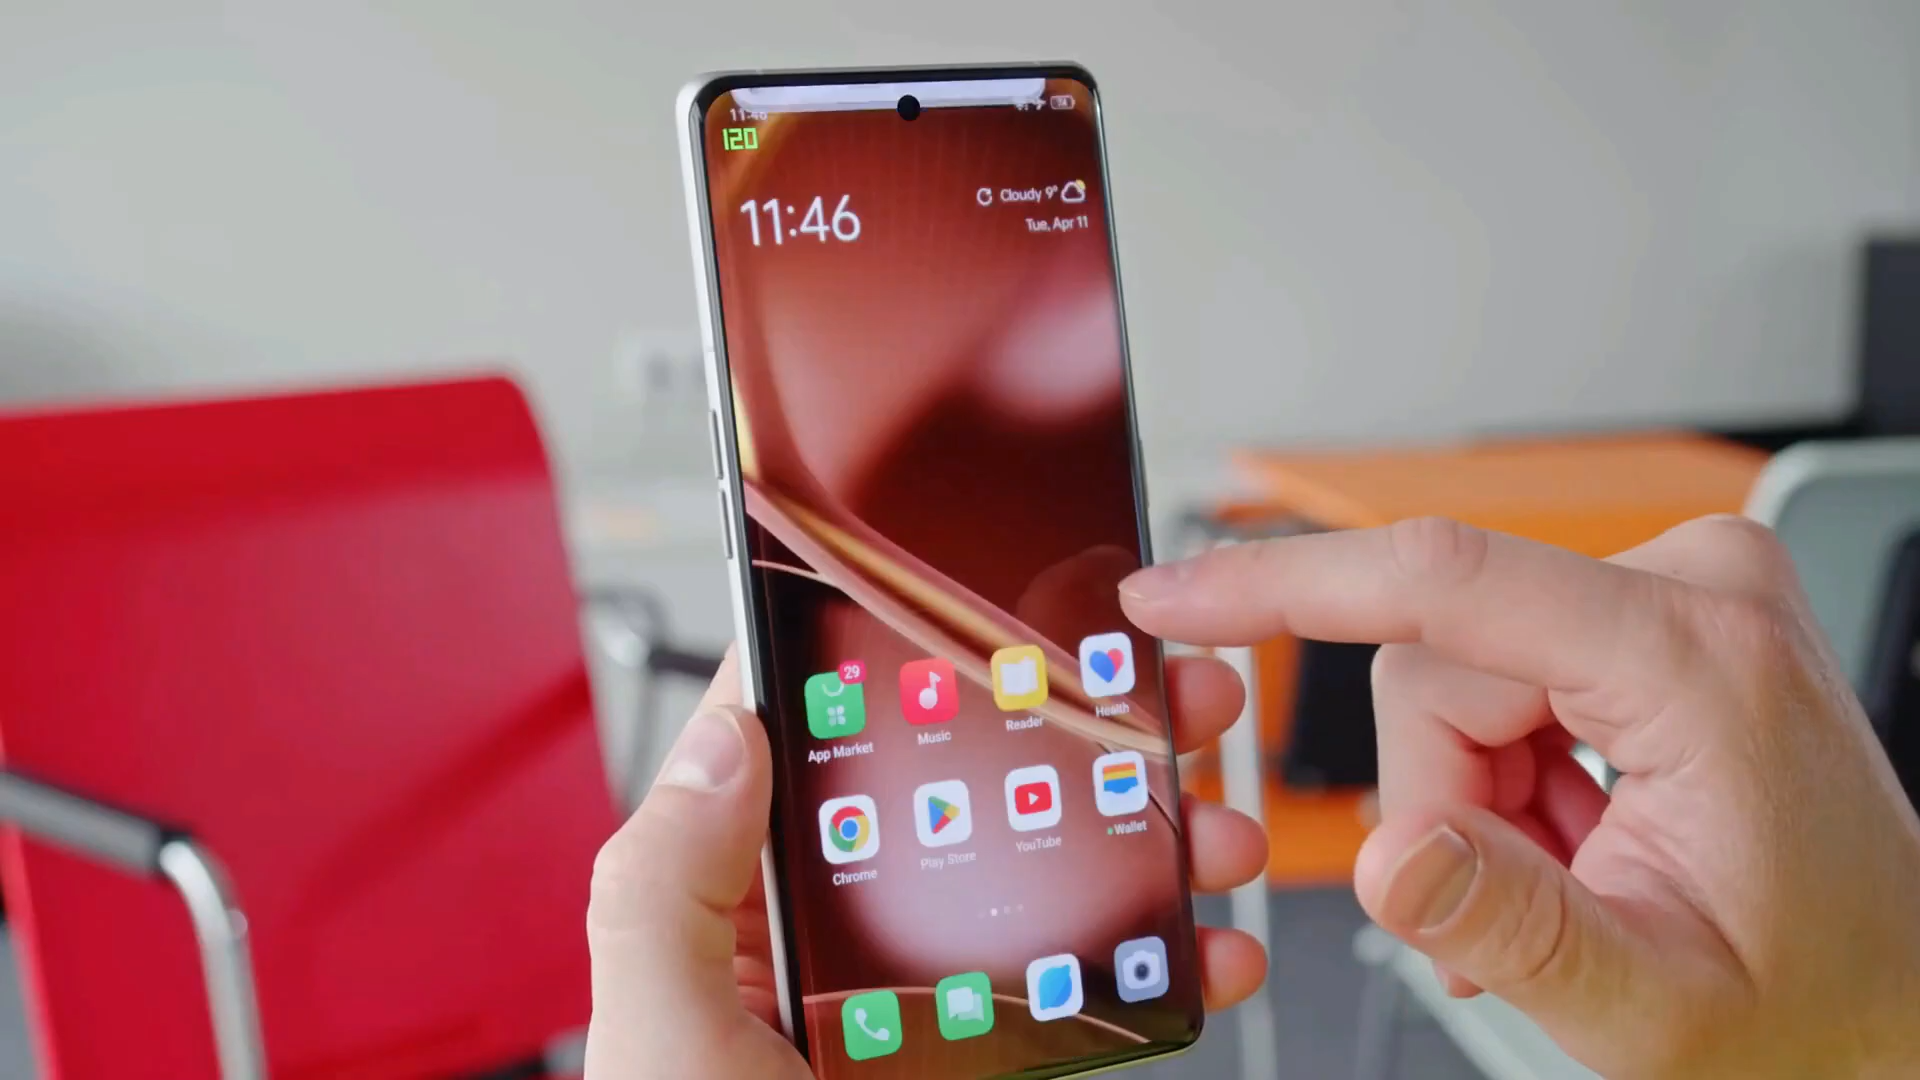 11:46
120
11:46
Cloudy 9°
Tue, Apr 11
29
App Market
Music
Reader
Health
Chrome
Play Store
YouTube
Wallet